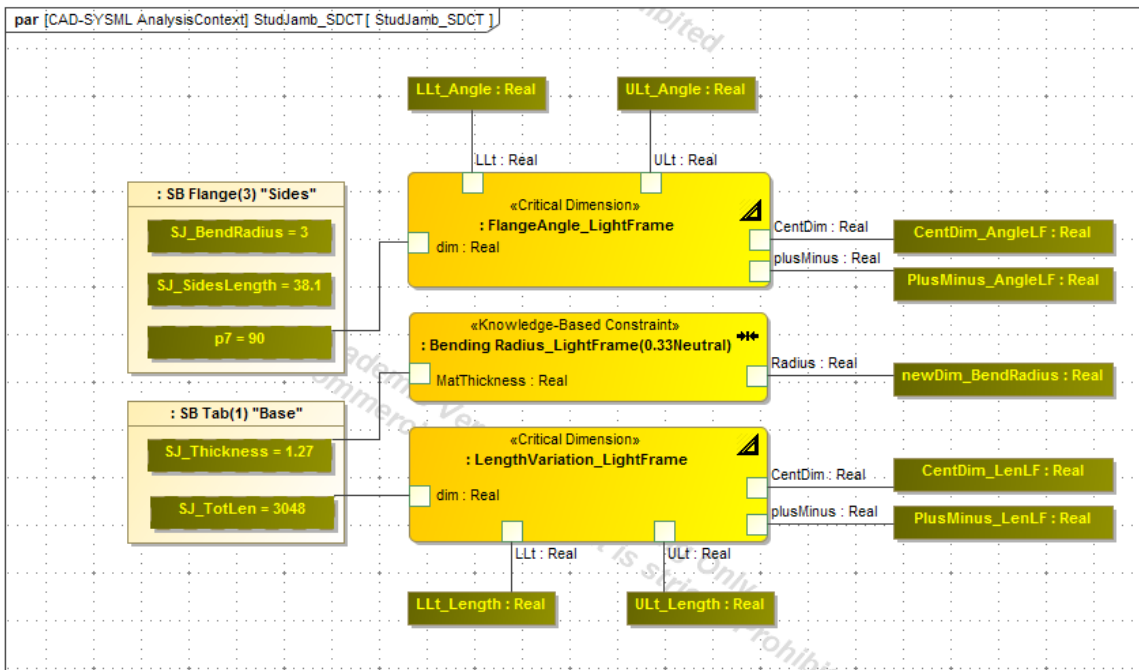 par [CAD-SYSML AnalysisContext] StudJamb_SDCT [ StudJamb_SDCT ]
hibited
LLt_Angle : Real
ULt_Angle : Real
LLt : Real
ULt : Real
: SB Flange(3) "Sides"
SJ_BendRadius = 3
SJ_SidesLength = 38.1
p7 = 90
«Critical Dimension»
: FlangeAngle_LightFrame
dim : Real
CentDim : Real
plusMinus : Real
CentDim_AngleLF : Real
PlusMinus_AngleLF : Real
«Knowledge-Based Constraint»
: Bending Radius_LightFrame(0.33Neutral)
MatThickness : Real
Radius : Real
newDim_BendRadius : Real
: SB Tab(1) "Base"
SJ_Thickness = 1.27
SJ_TotLen = 3048
«Critical Dimension»
: LengthVariation_LightFrame
dim : Real
CentDim : Real
plusMinus : Real
CentDim_LenLF : Real
PlusMinus_LenLF : Real
LLt : Real
ULt : Real
LLt_Length : Real
ULt_Length : Real